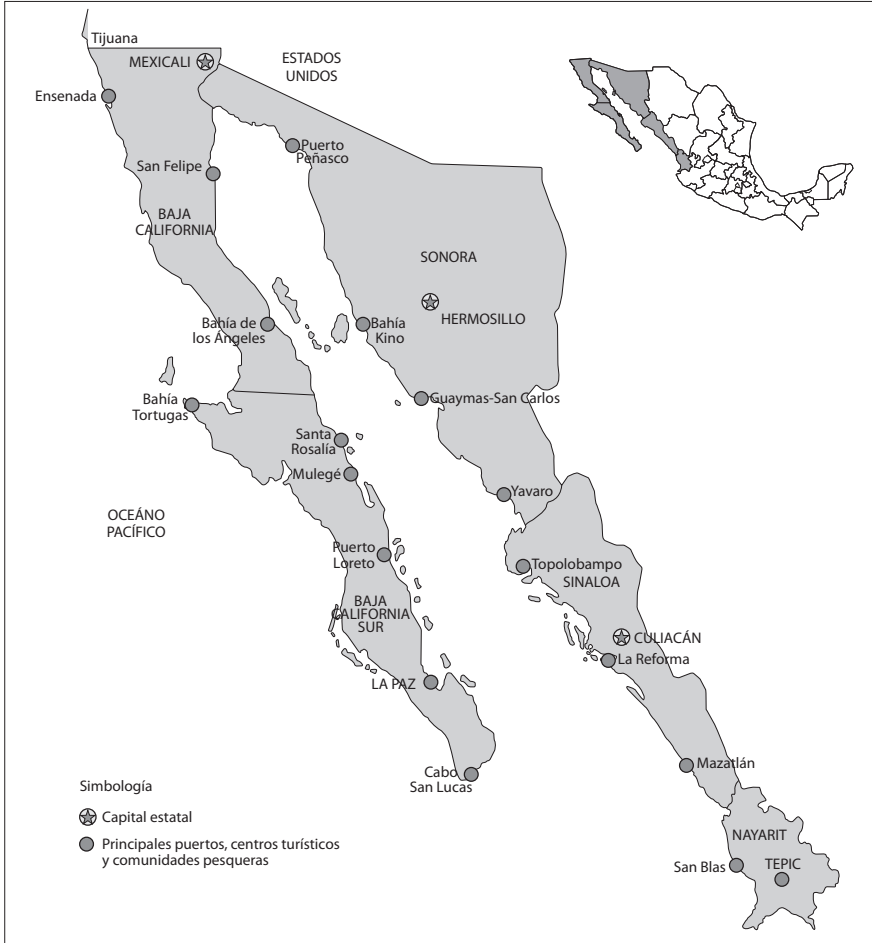 Tijuana
MEXICALI
ESTADOS
UNIDOS
Ensenada
Puerto
Peñasco
San Felipe
BAJA
CALIFORNIA
SONORA
HERMOSILLO
Bahía de
los Ángeles
Bahía
Kino
Bahía
Tortugas
Guaymas-San Carlos
Santa
Rosalía
Mulegé
Yavaro
OCEÁNO
PACÍFICO
Puerto
Loreto
Topolobampo
SINALOA
BAJA
CALIFORNIA
SUR
CULIACÁN
La Reforma
LA PAZ
Mazatlán
Cabo
San Lucas
Simbología
Capital estatal
Principales puertos, centros turísticos
y comunidades pesqueras
NAYARIT
San Blas
TEPIC